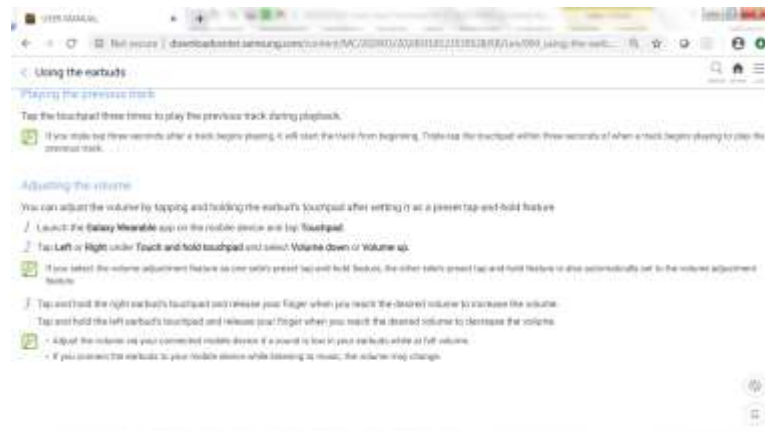 USER MANUAL
Not secure | downloadcenter.samsung.com/content/
Using the earbuds
Playing the previous track
Tap the touchpad three times to play the previous track during playback.
If you triple-tap three seconds after a track begins playing, it will start the track from beginning. Triple-tap the touchpad within three seconds of when a track begins playing to play the
previous track.
Adjusting the volume
You can adjust the volume by tapping and holding the earbud's touchpad after setting it as a preset tap-and-hold feature
1 Launch the Galaxy Wearable app on the mobile device and tap Touchpad.
2 Tap Left or Right under Touch and hold touchpad and select Volume down or Volume up.
If you select the volume adjustment feature as one side's preset tap and hold feature, the other side's preset tap and hold feature is also automatically set to the volume adjustment
feature.
3 Tap and hold the right earbud's touchpad and release your finger when you reach the desired volume to increase the volume.
Tap and hold the left earbud's touchpad and release your finger when you reach the desired volume to decrease the volume.
• Adjust the volume via your connected mobile device if a sound is low in your earbuds while at full volume.
• If you connect the earbuds to your mobile device while listening to music, the volume may change.